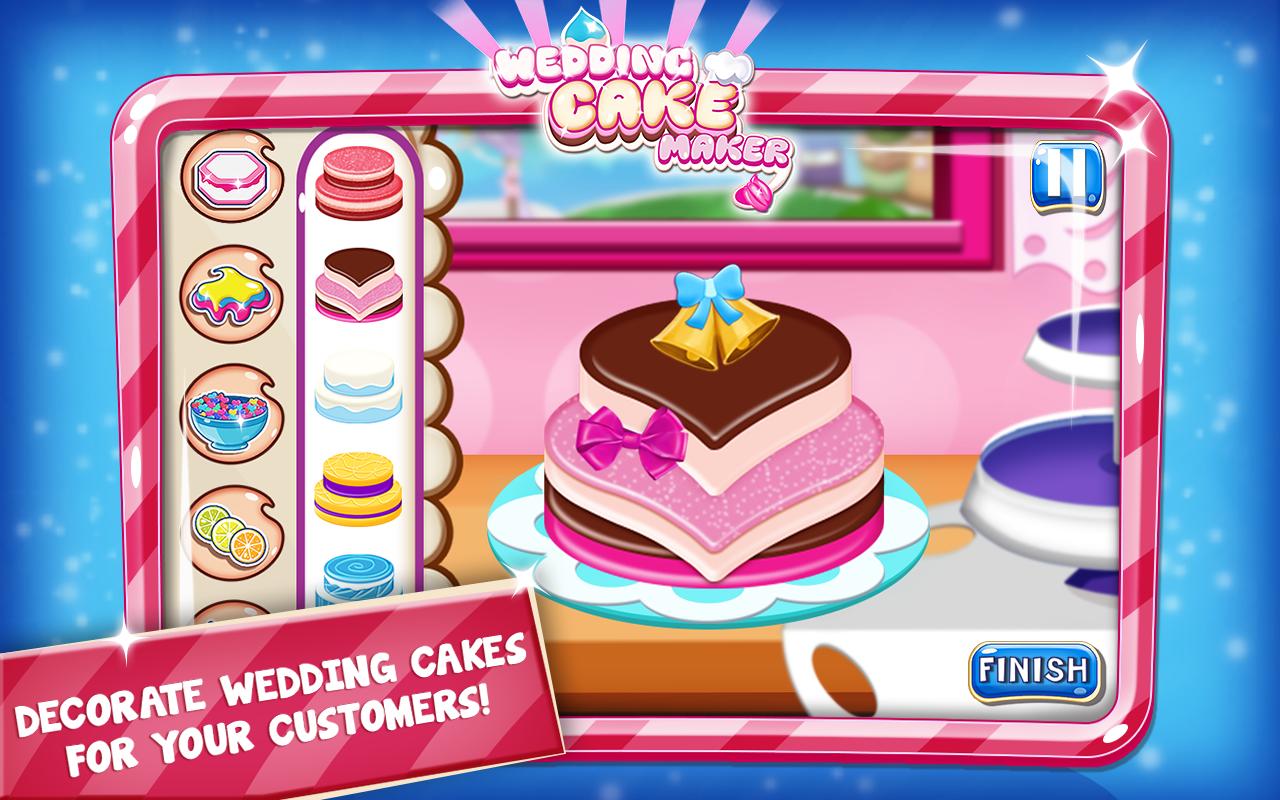 WEDDING
CAKE
MAKER
FINISH
DECORATE WEDDING CAKES
FOR YOUR CUSTOMERS!